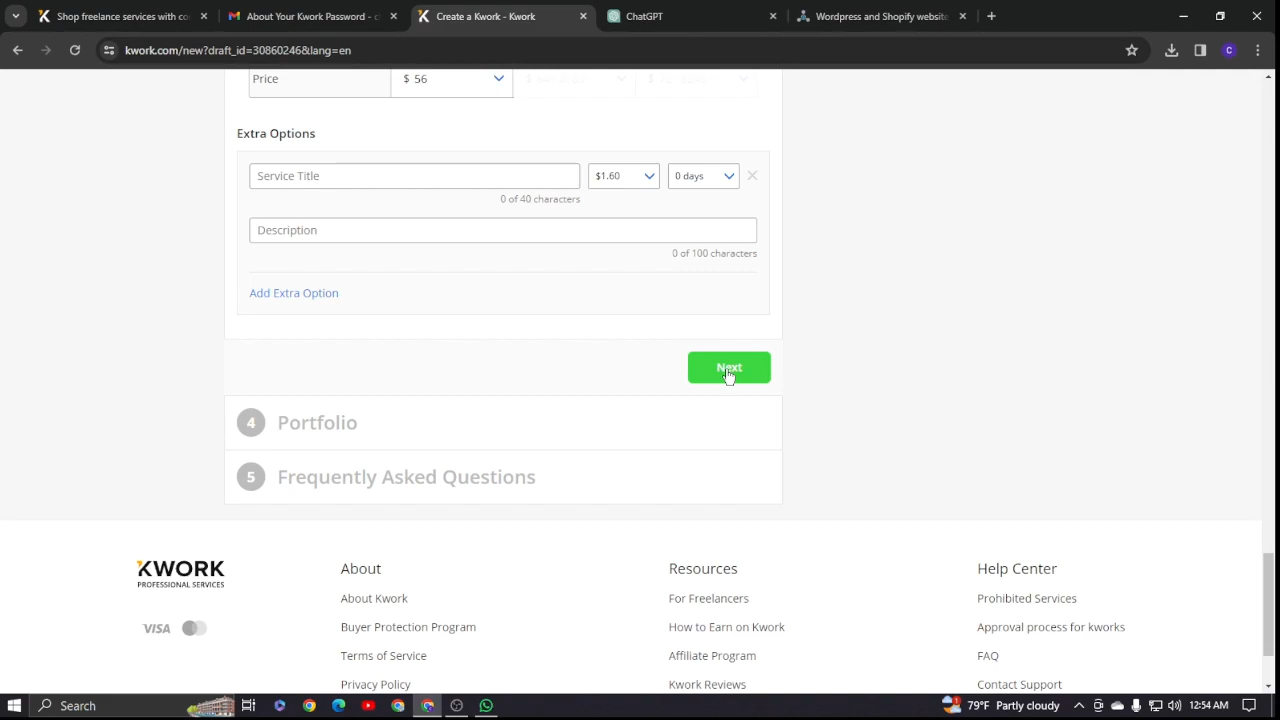 Shop freelance services with co
About Your Kwork Password - c
Create a Kwork - Kwork
ChatGPT
Wordpress and Shopify website
kwork.com/new?draft_id=3086024&lang=en
C
Price
$ 56
Extra Options
Service Title
$1.60
0 days
0 of 40 characters
Description
0 of 100 characters
Add Extra Option
Next
4 Portfolio
5 Frequently Asked Questions
KWORK
PROFESSIONAL SERVICES
VISA
About
About Kwork
Buyer Protection Program
Terms of Service
Privacy Policy
Resources
For Freelancers
How to Earn on Kwork
Affiliate Program
Kwork Reviews
Help Center
Prohibited Services
Approval process for kworks
FAQ
Contact Support
Search
79°F Partly cloudy
12:54 AM